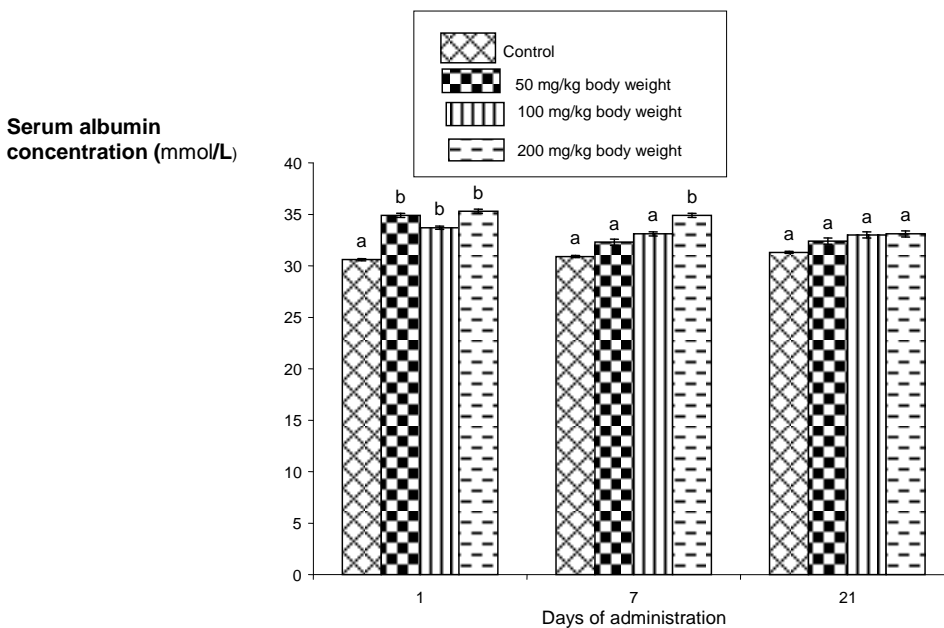 Control
50 mg/kg body weight
100 mg/kg body weight
200 mg/kg body weight
Serum albumin
concentration (mmol/L)
40
35
30
25
20
15
10
5
0
a b b b
a a a b
a a a a
1 7 21
Days of administration